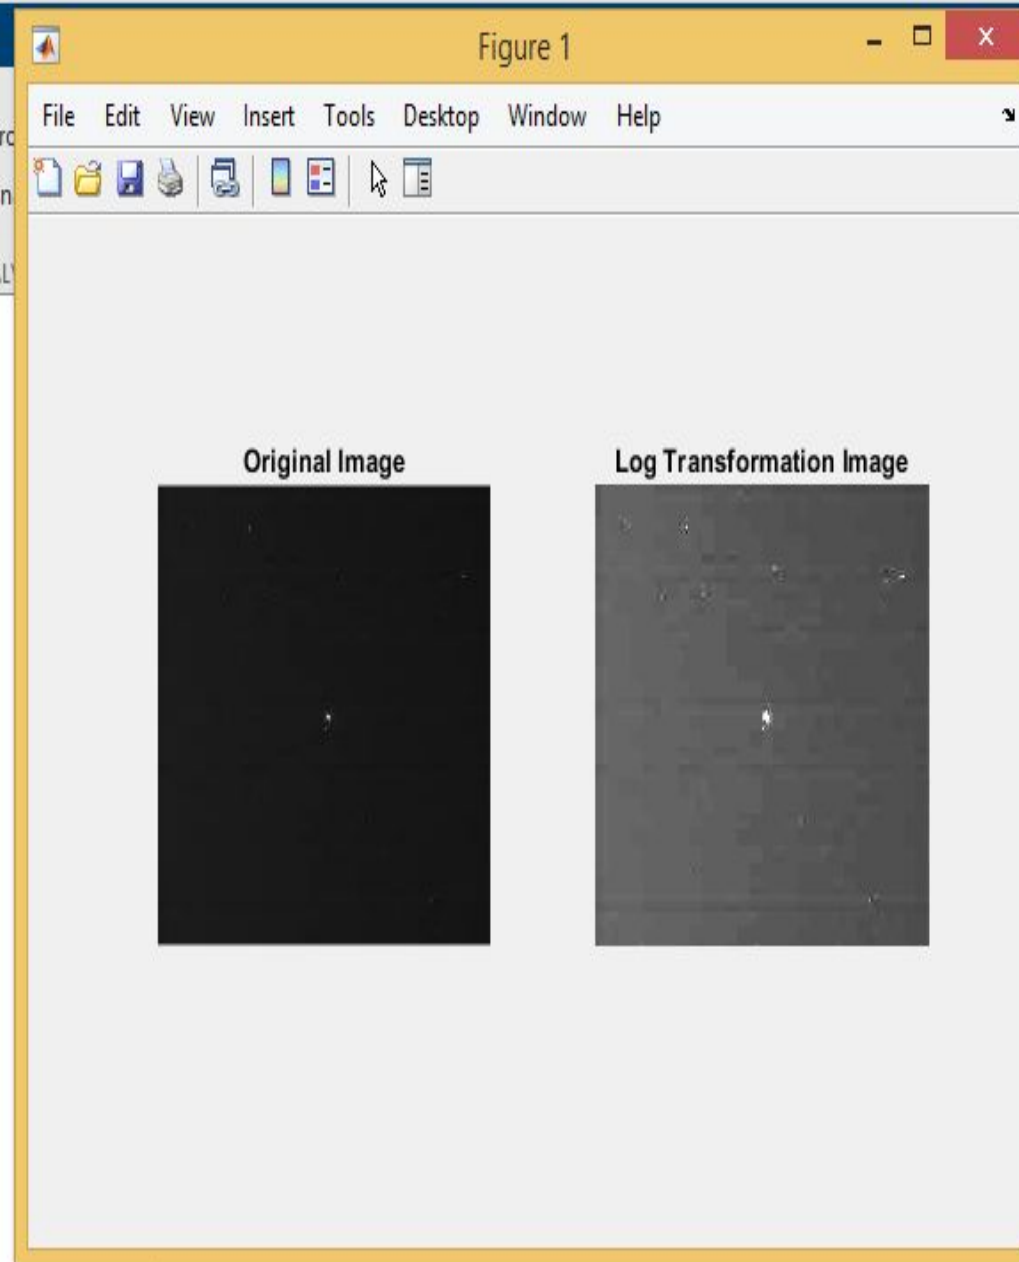 Figure 1
File Edit View Insert Tools Desktop Window Help
Original Image
Log Transformation Image